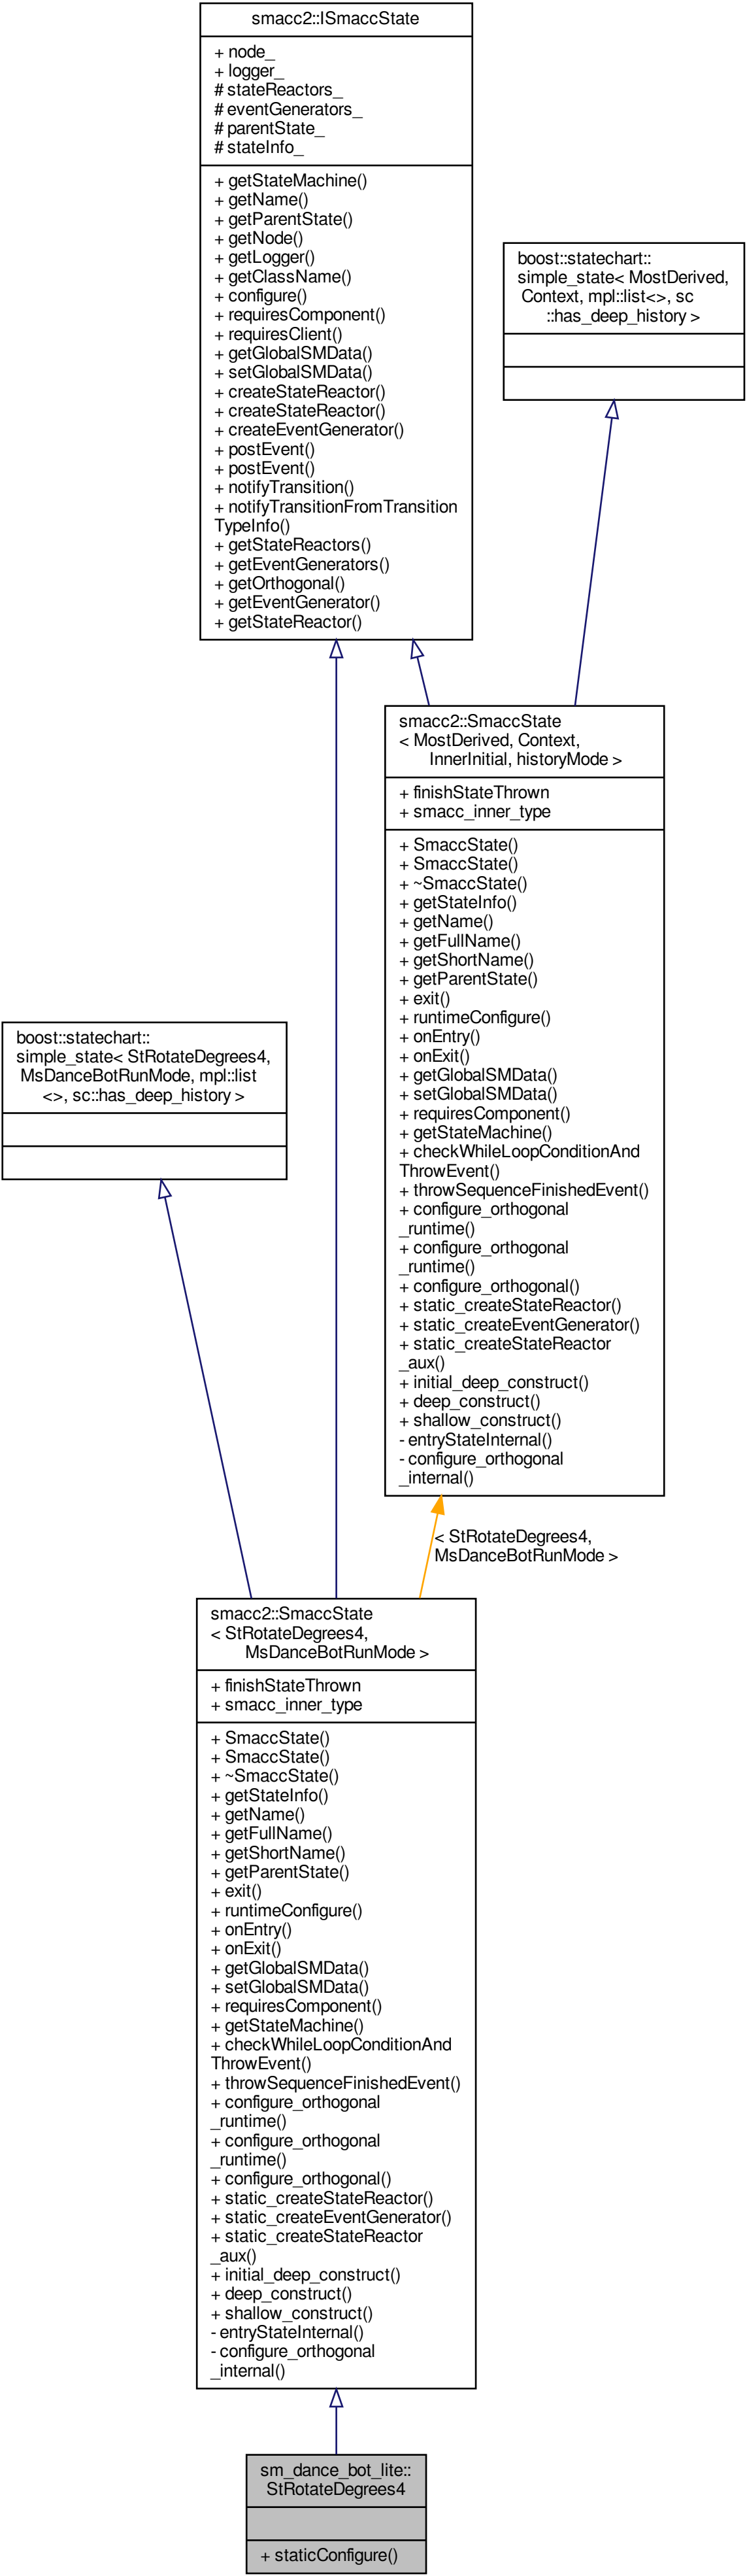 smacc2::ISmaccState
+ node_
+ logger_
# stateReactors_
# eventGenerators_
# parentState_
# stateInfo_
+ getStateMachine()
+ getName()
+ getParentState()
+ getNode()
+ getLogger()
+ getClassName()
+ configure()
+ requiresComponent()
+ requiresClient()
+ getGlobalSMData()
+ setGlobalSMData()
+ createStateReactor()
+ createStateReactor()
+ createEventGenerator()
+ postEvent()
+ postEvent()
+ notifyTransition()
+ notifyTransitionFromTransition
TypeInfo()
+ getStateReactors()
+ getEventGenerators()
+ getOrthogonal()
+ getEventGenerator()
+ getStateReactor()
boost::statechart::
simple_state< MostDerived,
Context, mpl::list<>, sc
::has_deep_history >
smacc2::SmaccState
< MostDerived, Context,
InnerInitial, historyMode >
+ finishStateThrown
+ smacc_inner_type
+ SmaccState()
+ SmaccState()
+ ~SmaccState()
+ getStateInfo()
+ getName()
+ getFullName()
+ getShortName()
+ getParentState()
+ exit()
+ runtimeConfigure()
+ onEntry()
+ onExit()
+ getGlobalSMData()
+ setGlobalSMData()
+ requiresComponent()
+ getStateMachine()
+ checkWhileLoopConditionAnd
ThrowEvent()
+ throwSequenceFinishedEvent()
+ configure_orthogonal
_runtime()
+ configure_orthogonal
_runtime()
+ configure_orthogonal()
+ static_createStateReactor()
+ static_createEventGenerator()
+ static_createStateReactor
_aux()
+ initial_deep_construct()
+ deep_construct()
+ shallow_construct()
- entryStateInternal()
- configure_orthogonal
_internal()
boost::statechart::
simple_state< StRotateDegrees4,
MsDanceBotRunMode, mpl::list
<>, sc::has_deep_history >
< StRotateDegrees4,
MsDanceBotRunMode >
smacc2::SmaccState
< StRotateDegrees4,
MsDanceBotRunMode >
+ finishStateThrown
+ smacc_inner_type
+ SmaccState()
+ SmaccState()
+ ~SmaccState()
+ getStateInfo()
+ getName()
+ getFullName()
+ getShortName()
+ getParentState()
+ exit()
+ runtimeConfigure()
+ onEntry()
+ onExit()
+ getGlobalSMData()
+ setGlobalSMData()
+ requiresComponent()
+ getStateMachine()
+ checkWhileLoopConditionAnd
ThrowEvent()
+ throwSequenceFinishedEvent()
+ configure_orthogonal
_runtime()
+ configure_orthogonal
_runtime()
+ configure_orthogonal()
+ static_createStateReactor()
+ static_createEventGenerator()
+ static_createStateReactor
_aux()
+ initial_deep_construct()
+ deep_construct()
+ shallow_construct()
- entryStateInternal()
- configure_orthogonal
_internal()
sm_dance_bot_lite::
StRotateDegrees4
+ staticConfigure()